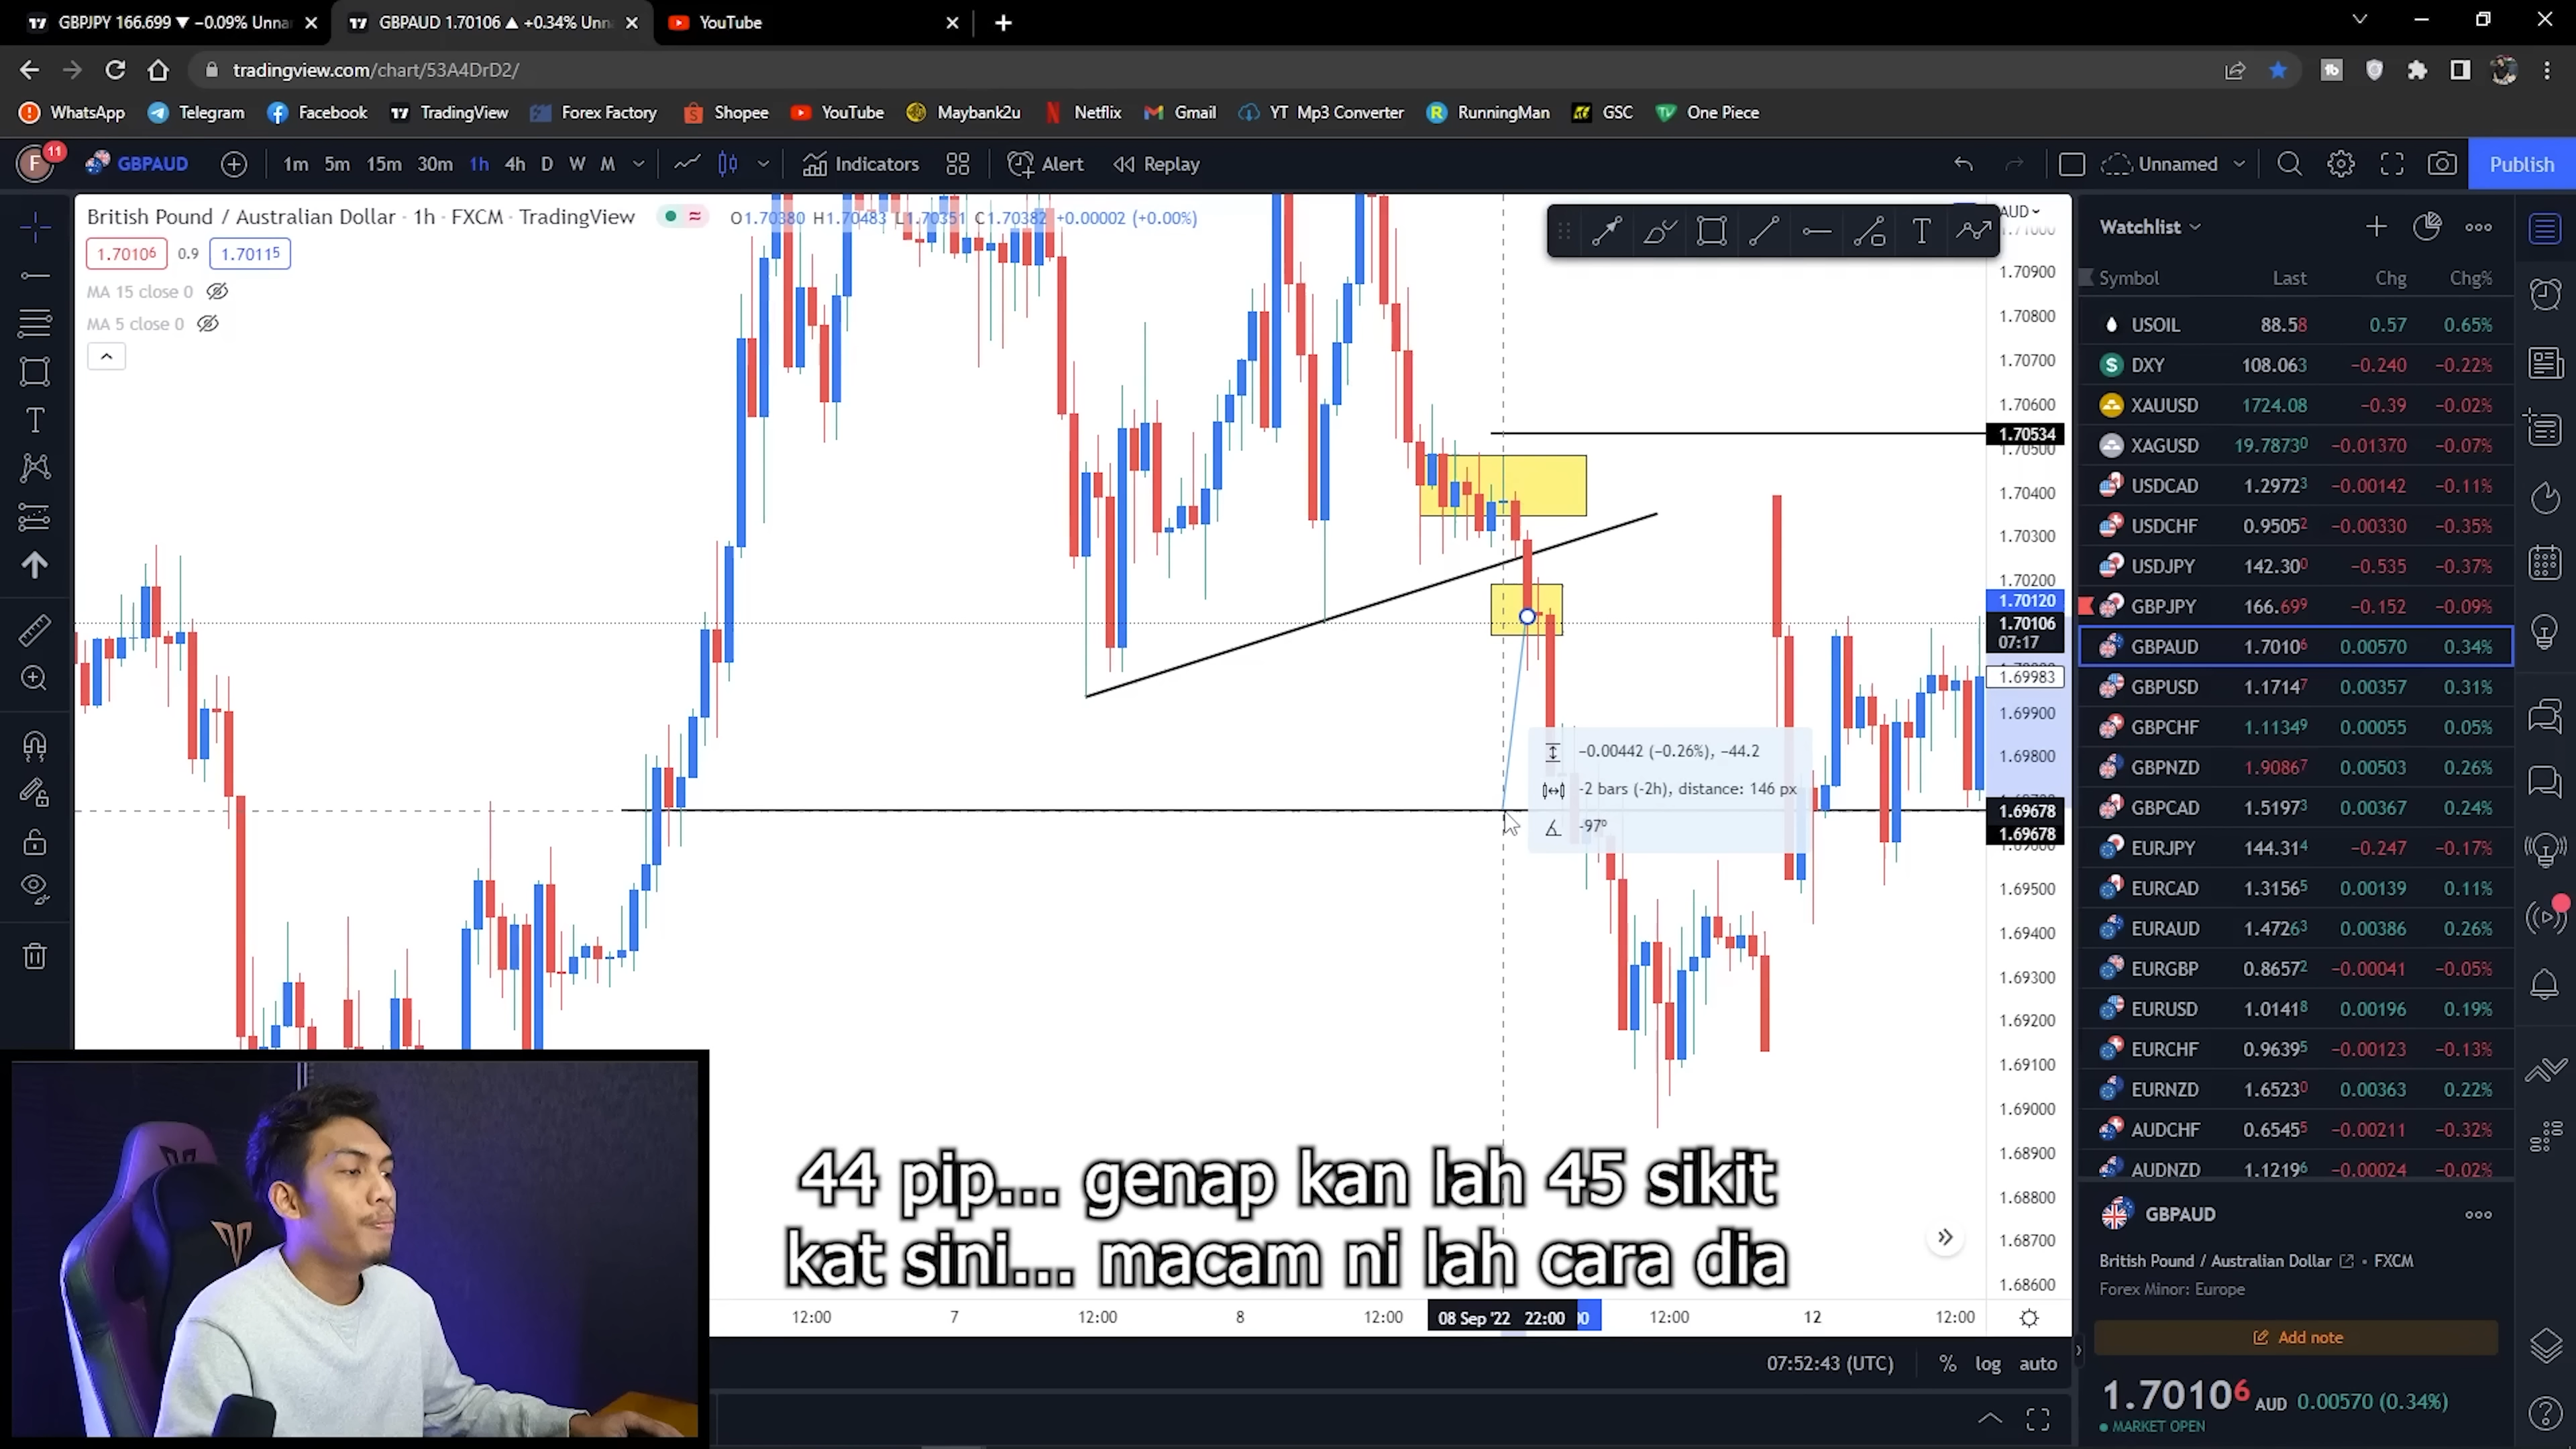 GBPJPY 166.699 ▼ −0.09% Unna
GBPAUD 1.70106 ▲ +0.34% Unn
YouTube
tradingview.com/chart/53A4DrD2/
WhatsApp Telegram Facebook TradingView Forex Factory Shopee YouTube Maybank2u Netflix Gmail YT Mp3 Converter RunningMan GSC One Piece
F 11 GBPAUD 1m 5m 15m 30m 1h 4h D W M Indicators Alert Replay Unnamed Publish
British Pound / Australian Dollar · 1h · FXCM · TradingView O1.70380 H1.70483 L1.70351 C1.70382 +0.00002 (+0.00%)
1.70106 0.9 1.70115
MA 15 close 0
MA 5 close 0
AUD
1.70900
1.70800
1.70700
1.70600
1.70534
1.70500
1.70400
1.70300
1.70200
1.70120
1.70106
07:17
1.69983
1.69900
1.69800
1.69678
1.69678
1.69500
1.69400
1.69300
1.69200
1.69100
1.69000
1.68900
1.68800
1.68700
1.68600
−0.00442 (−0.26%), −44.2
-2 bars (-2h), distance: 146 px
-97º
44 pip... genap kan lah 45 sikit
kat sini... macam ni lah cara dia
12:00 7 12:00 8 12:00 08 Sep '22 22:00 12:00 12 12:00
07:52:43 (UTC) % log auto
Watchlist
Symbol Last Chg Chg%
USOIL 88.58 0.57 0.65%
DXY 108.063 −0.240 −0.22%
XAUUSD 1724.08 −0.39 −0.02%
XAGUSD 19.78730 −0.01370 −0.07%
USDCAD 1.29723 −0.00142 −0.11%
USDCHF 0.95052 −0.00330 −0.35%
USDJPY 142.300 −0.535 −0.37%
GBPJPY 166.699 −0.152 −0.09%
GBPAUD 1.70106 0.00570 0.34%
GBPUSD 1.17147 0.00357 0.31%
GBPCHF 1.11349 0.00055 0.05%
GBPNZD 1.90867 0.00503 0.26%
GBPCAD 1.51973 0.00367 0.24%
EURJPY 144.314 −0.247 −0.17%
EURCAD 1.31565 0.00139 0.11%
EURAUD 1.47263 0.00386 0.26%
EURGBP 0.86572 −0.00041 −0.05%
EURUSD 1.01418 0.00196 0.19%
EURCHF 0.96395 −0.00123 −0.13%
EURNZD 1.65230 0.00363 0.22%
AUDCHF 0.65455 −0.00211 −0.32%
AUDNZD 1.12196 −0.00024 −0.02%
GBPAUD
British Pound / Australian Dollar • FXCM
Forex Minor: Europe
Add note
1.70106 AUD 0.00570 (0.34%)
MARKET OPEN